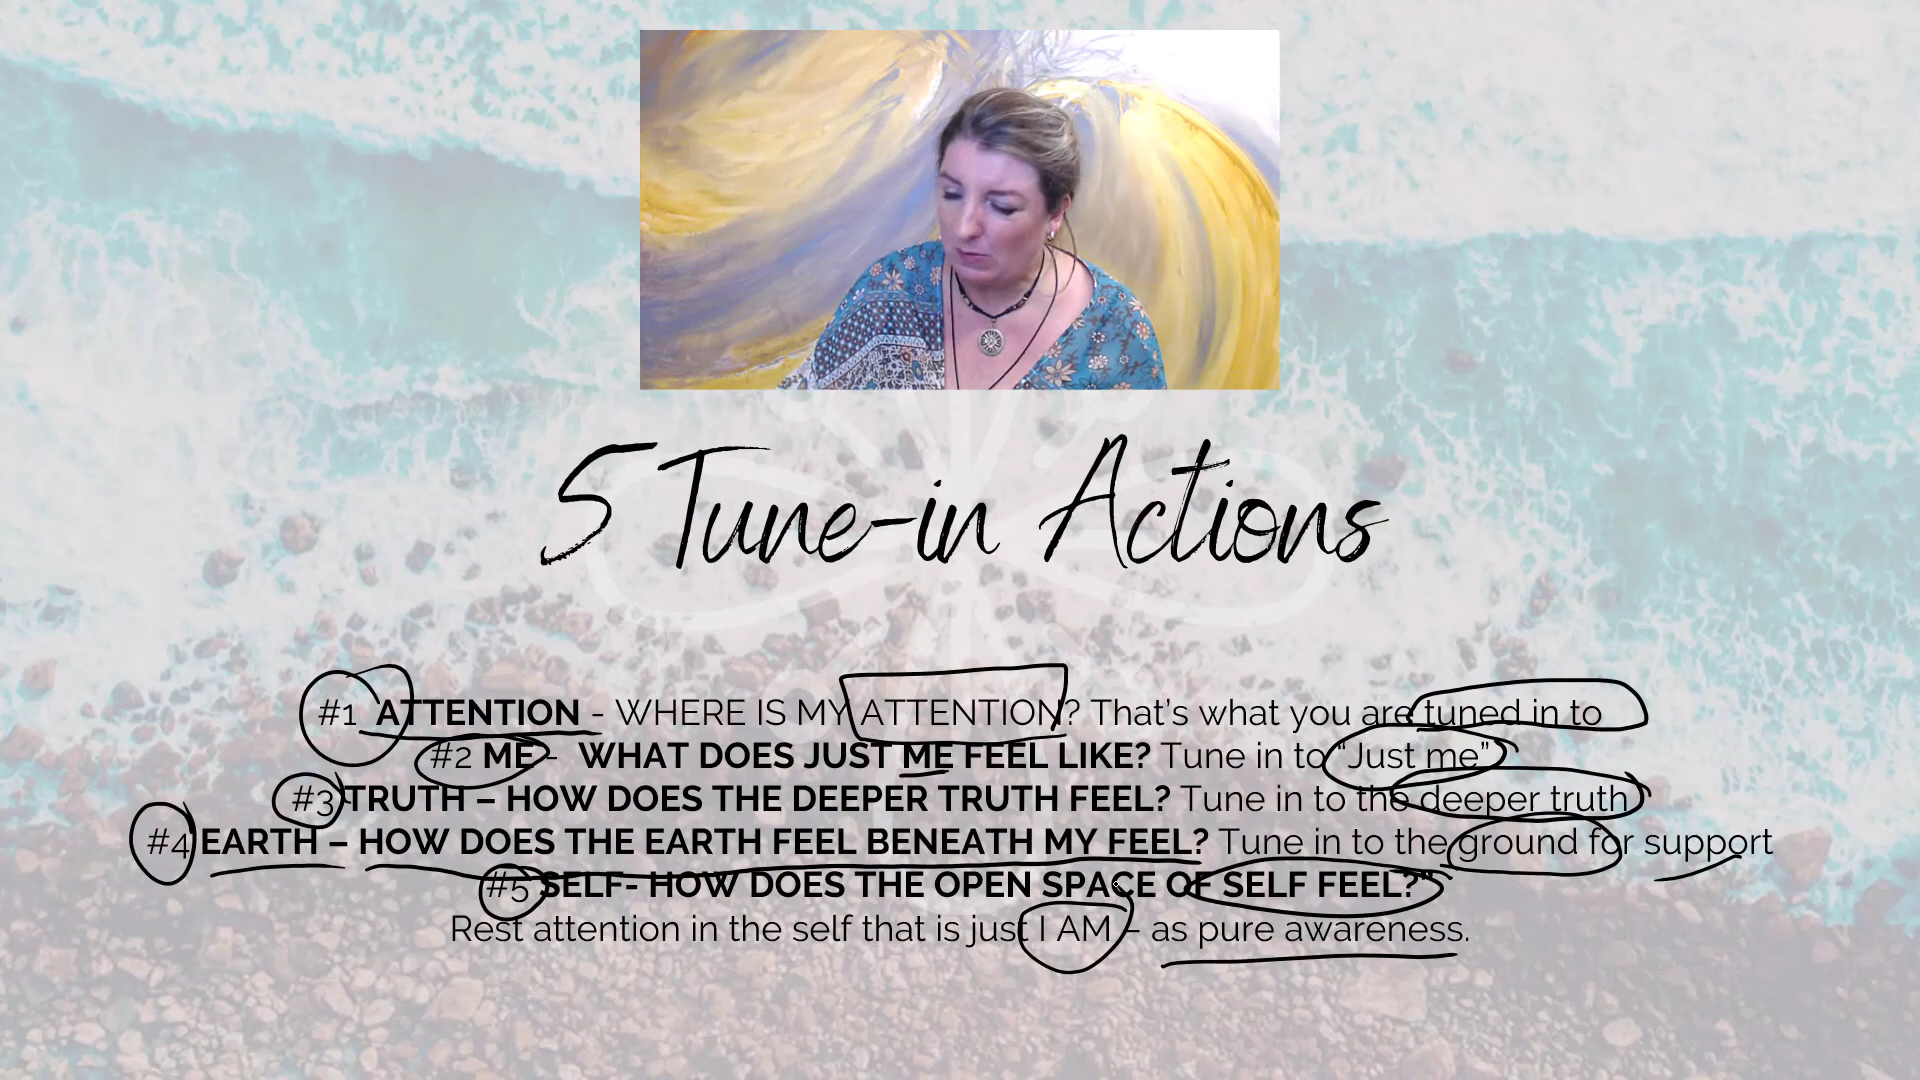 5 Tune-in Actions
#1 ATTENTION - WHERE IS MY ATTENTION? That's what you are tuned in to
#2 ME - WHAT DOES JUST ME FEEL LIKE? Tune in to “Just me”
#3 TRUTH – HOW DOES THE DEEPER TRUTH FEEL? Tune in to the deeper truth
#4 EARTH – HOW DOES THE EARTH FEEL BENEATH MY FEEL? Tune in to the ground for support
#5 SELF- HOW DOES THE OPEN SPACE OF SELF FEEL?”
Rest attention in the self that is just I AM – as pure awareness.